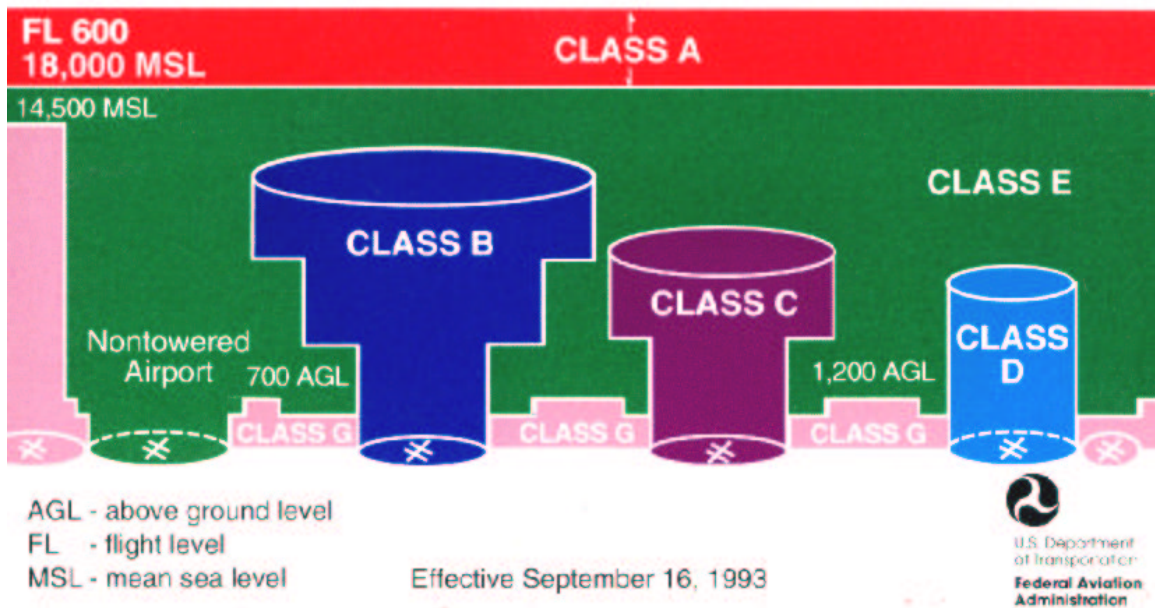 FL 600
18,000 MSL
CLASS A
14,500 MSL
CLASS E
CLASS B
CLASS C
Nontowered
Airport
700 AGL
1,200 AGL
CLASS
D
CLASS G
CLASS G
CLASS G
AGL - above ground level
FL - flight level
MSL - mean sea level
Effective September 16, 1993
U.S. Department
of Transportation
Federal Aviation
Administration